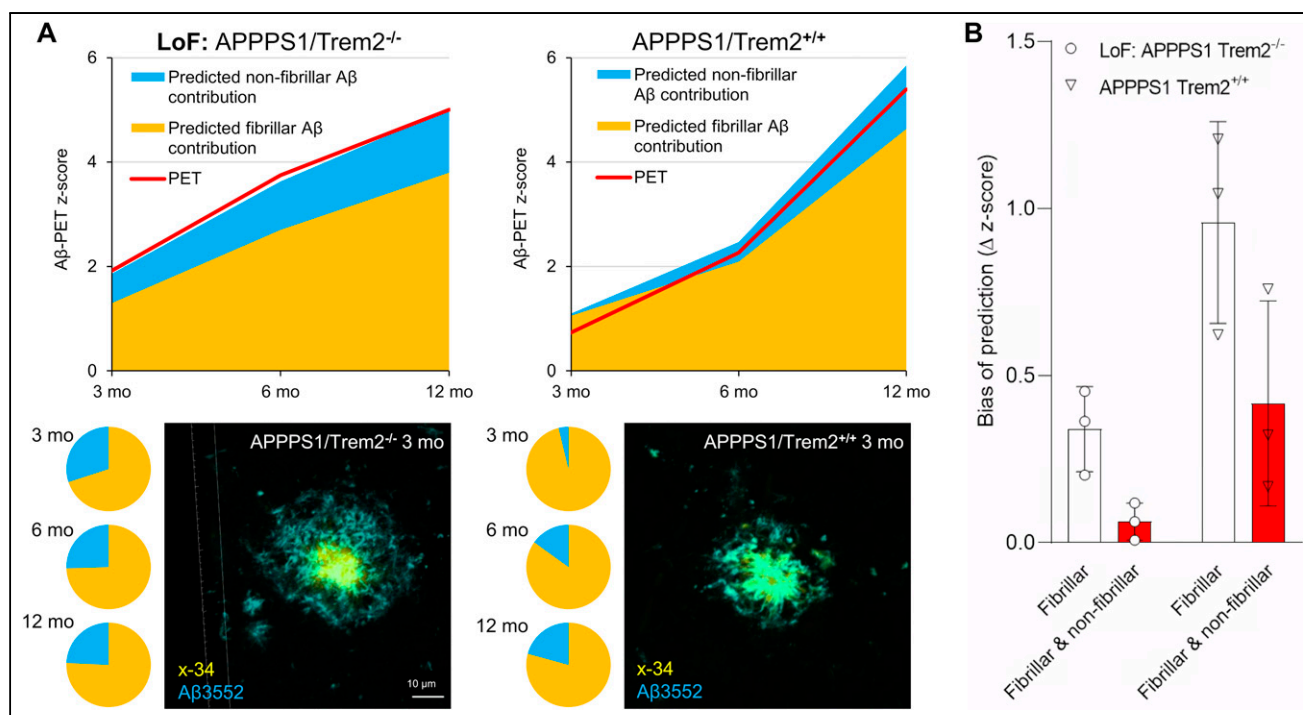 A
LoF: APPPS1/Trem2-/-
6
4
2
0
Aβ-PET z-score
Predicted non-fibrillar Aβ
contribution
Predicted fibrillar Aβ
contribution
PET
3 mo
6 mo
12 mo
APPPS1/Trem2+/+
6
4
2
0
Aβ-PET z-score
Predicted non-fibrillar
Aβ contribution
Predicted fibrillar Aβ
contribution
PET
3 mo
6 mo
12 mo
3 mo
6 mo
12 mo
APPPS1/Trem2-/- 3 mo
x-34
Aβ3552
10 µm
3 mo
6 mo
12 mo
APPPS1/Trem2+/+ 3 mo
x-34
Aβ3552
B
LoF: APPPS1 Trem2-/-
APPPS1 Trem2+/+
1.5
1.0
0.5
0.0
Bias of prediction (Δ z-score)
Fibrillar
Fibrillar & non-fibrillar
Fibrillar
Fibrillar & non-fibrillar